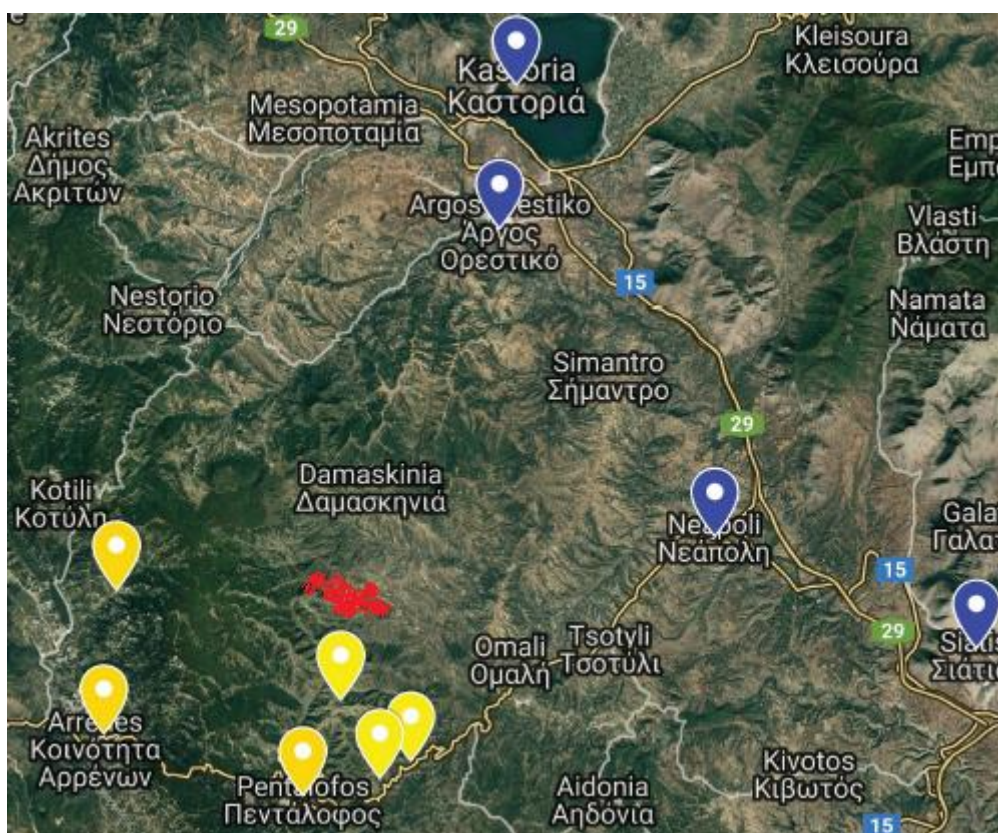 29
Kastoria
Καστοριά
Kleisoura
Κλεισούρα
Mesopotamia
Μεσοποταμία
Akrites
Δήμος
Ακριτών
Άργος
Ορεστικό
Vlasti
Βλάστη
15
Nestorio
Νεστόριο
Namata
Νάματα
Simantro
Σήμαντρο
29
Damaskinia
Δαμασκηνιά
Kotili
Κοτύλη
Neapoli
Νεάπολη
15
29
Omali
Ομαλή
Tsotyli
Τσοτύλι
Κοινότητα
Αρρένων
Pentalofos
Πεντάλοφος
Aidonia
Αηδόνια
Kivotos
Κιβωτός
15